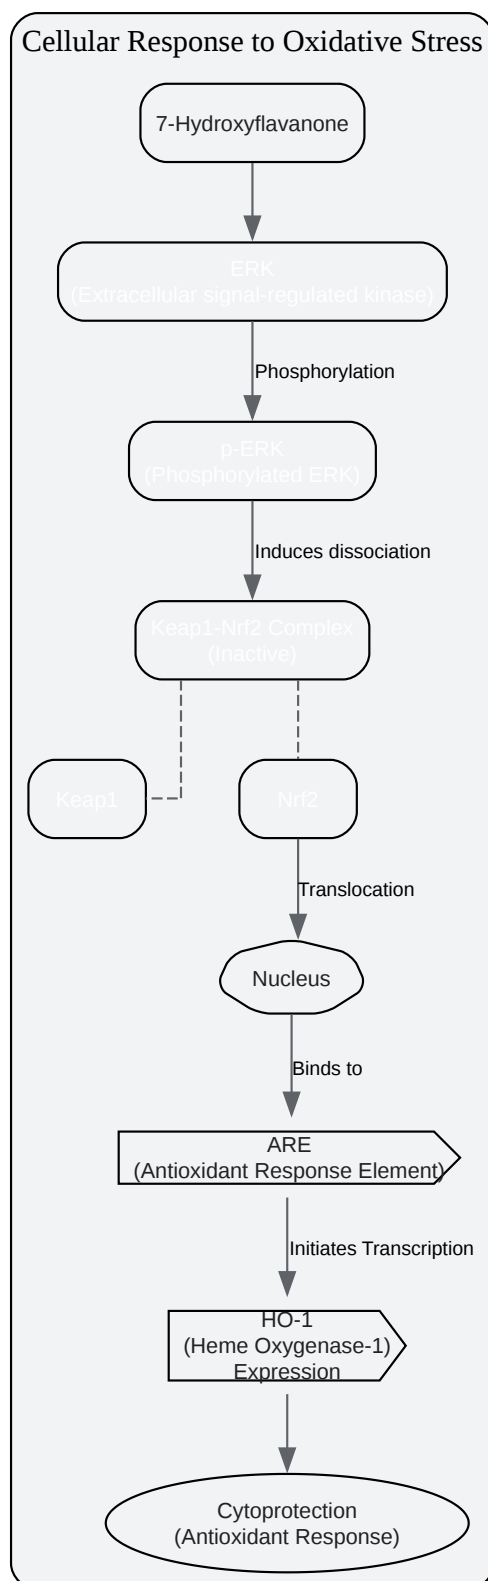 Cellular Response to Oxidative Stress
7-Hydroxyflavanone
ERK
(Extracellular signal-regulated kinase)
Phosphorylation
p-ERK
(Phosphorylated ERK)
Induces dissociation
Keap1-Nrf2 Complex
(Inactive)
Keap1
Nrf2
Translocation
Nucleus
Binds to
ARE
(Antioxidant Response Element)
Initiates Transcription
HO-1
(Heme Oxygenase-1)
Expression
Cytoprotection
(Antioxidant Response)